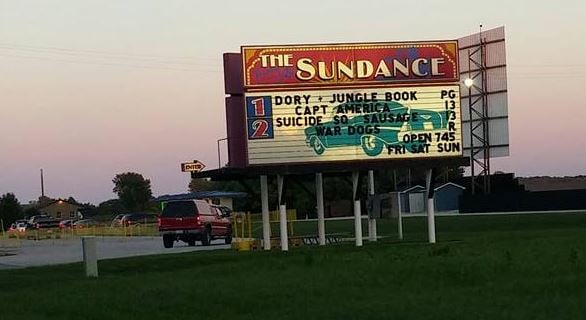 THE SUNDANCE
1 DORY + JUNGLE BOOK PG
CAPT AMERICA 13
2 SUICIDE SQ SAUSAGE 13
WAR DOGS R
OPEN 745
FRI SAT SUN
ENTER